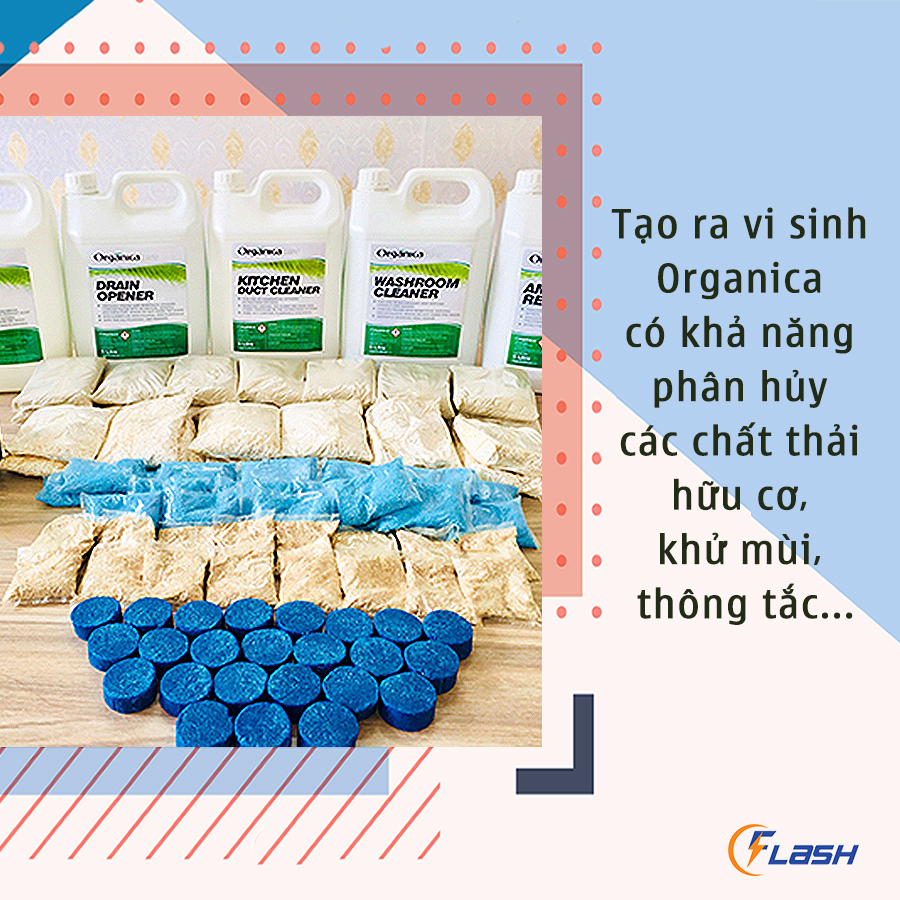 Organica
DRAIN
OPENER
Organica
KITCHEN
DUCT CLEANER
Organica
WASHROOM
CLEANER
Tạo ra vi sinh
Organica
có khả năng
phân hủy
các chất thải
hữu cơ,
khử mùi,
thông tắc...
FLASH